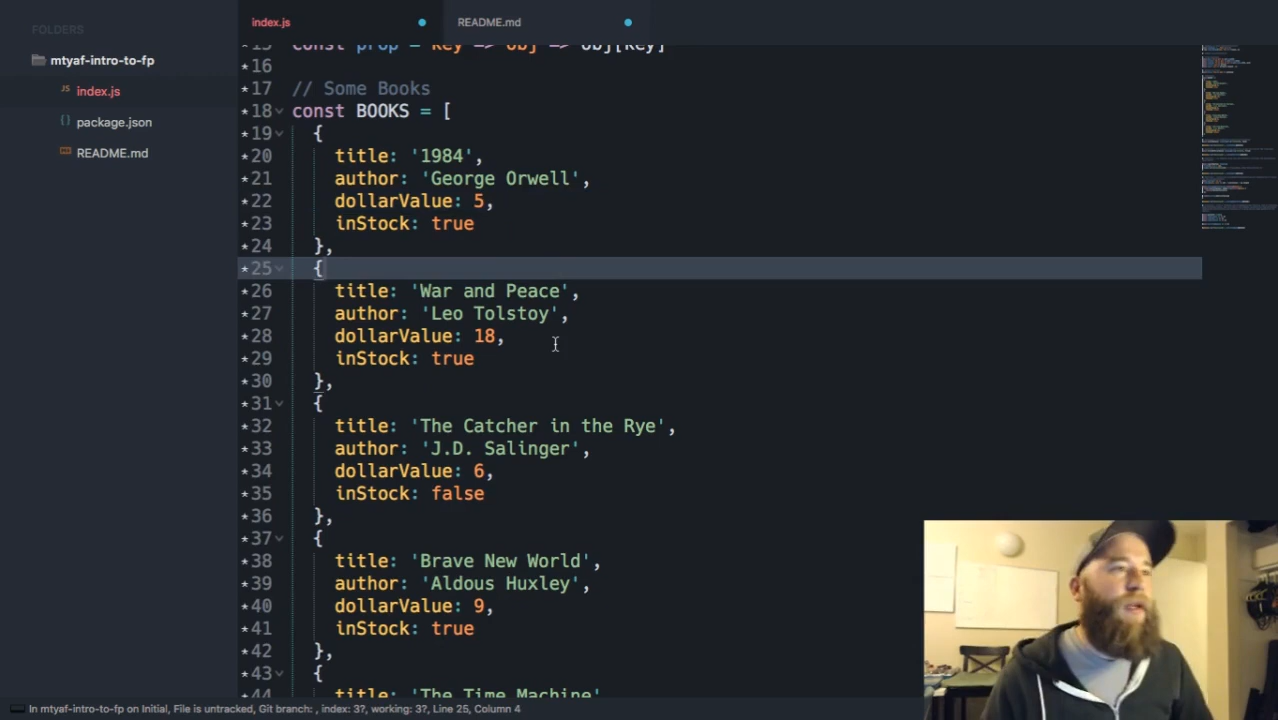 FOLDERS
mtyaf-intro-to-fp
index.js
package.json
README.md
index.js
README.md
15 const prop = key => obj => obj[key]
16
17 // Some Books
18 const BOOKS = [
19 {
20 title: '1984',
21 author: 'George Orwell',
22 dollarValue: 5,
23 inStock: true
24 },
25 {
26 title: 'War and Peace',
27 author: 'Leo Tolstoy',
28 dollarValue: 18,
29 inStock: true
30 },
31 {
32 title: 'The Catcher in the Rye',
33 author: 'J.D. Salinger',
34 dollarValue: 6,
35 inStock: false
36 },
37 {
38 title: 'Brave New World',
39 author: 'Aldous Huxley',
40 dollarValue: 9,
41 inStock: true
42 },
43 {
44 title: 'The Time Machine'
In mtyaf-intro-to-fp on Initial, File is untracked, Git branch: , index: 3?, working: 3?, Line 25, Column 4